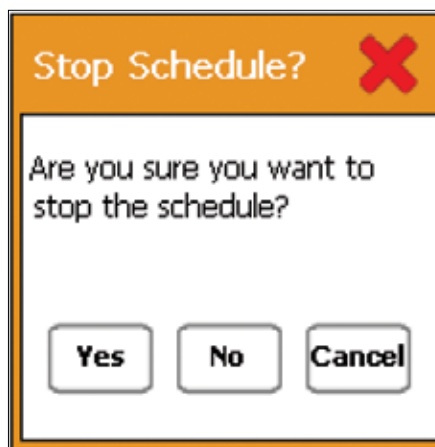 Stop Schedule?
Are you sure you want to
stop the schedule?
Yes No Cancel